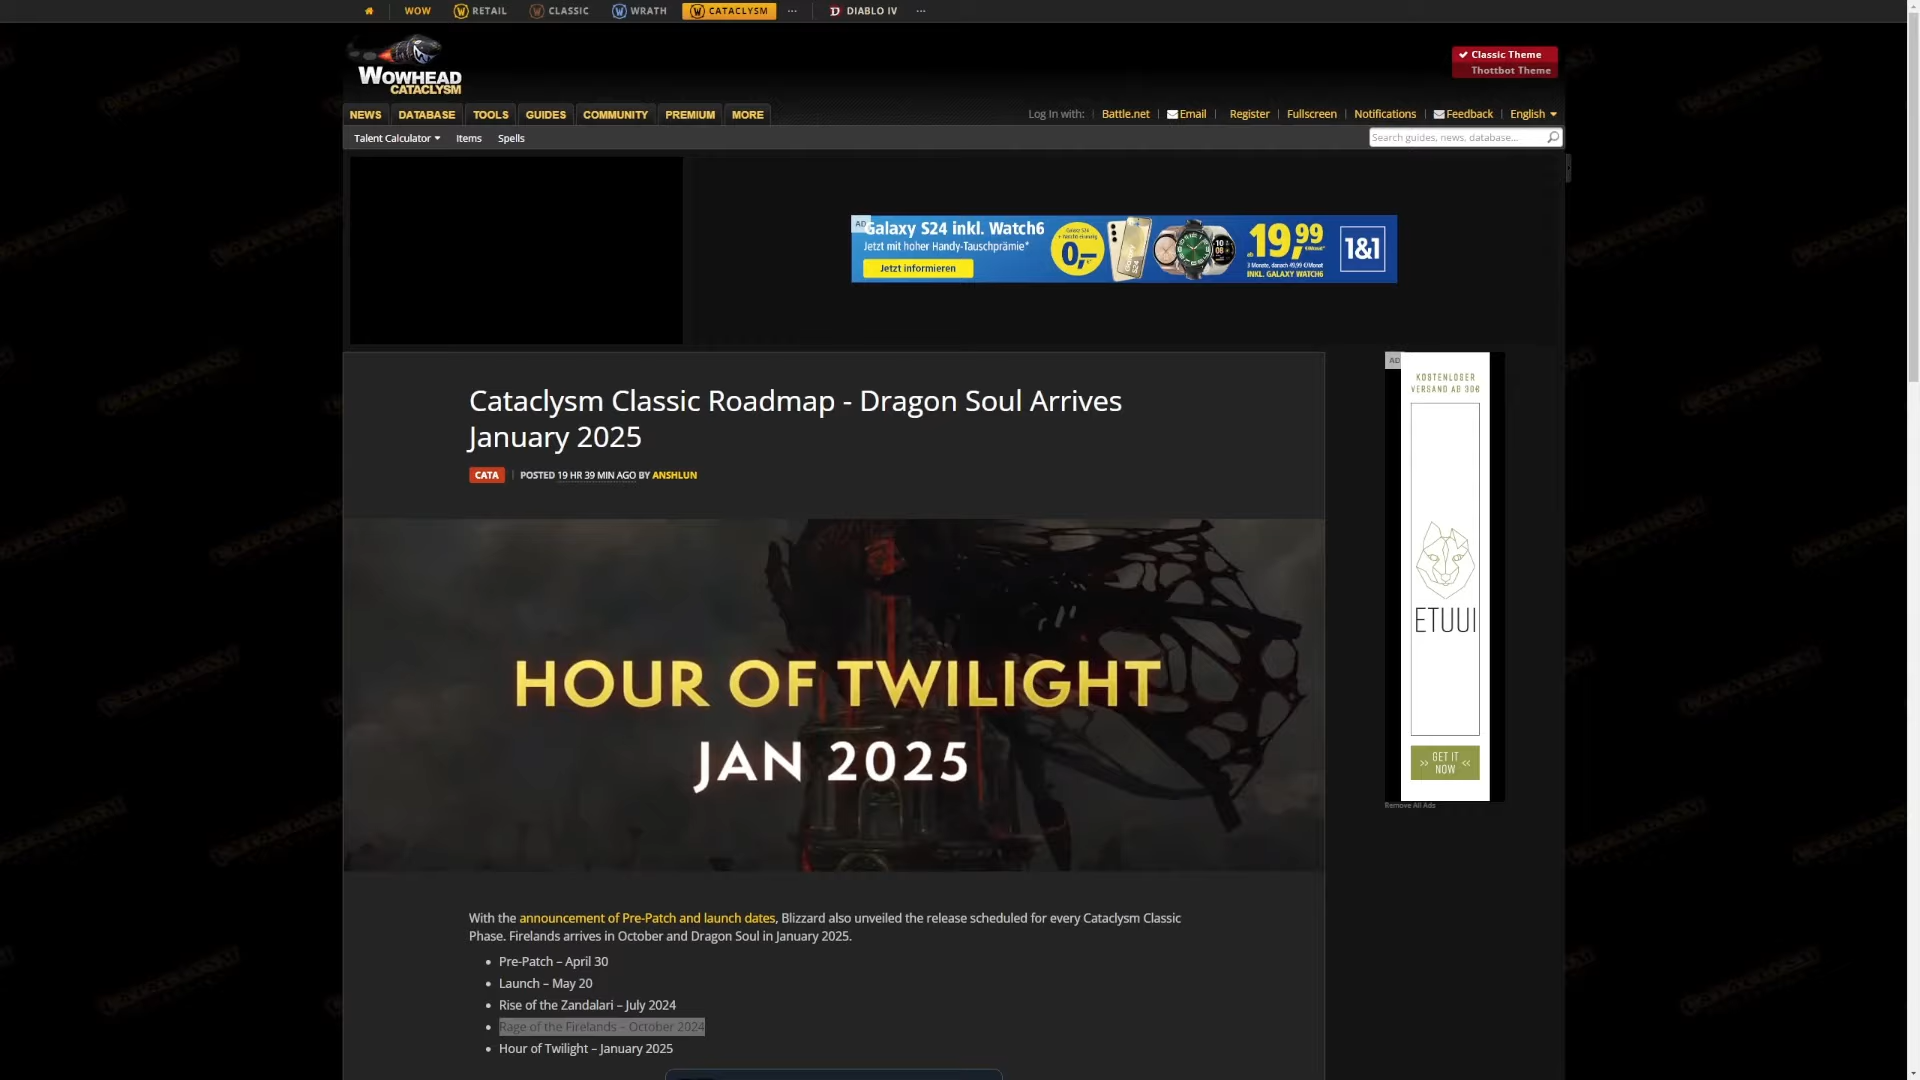 WOW RETAIL CLASSIC WRATH CATACLYSM ... DIABLO IV ...
WOWHEAD
CATACLYSM
Classic Theme
Thottbot Theme
NEWS DATABASE TOOLS GUIDES COMMUNITY PREMIUM MORE
Log In with: Battle.net | Email | Register | Fullscreen | Notifications | Feedback | English
Talent Calculator Items Spells
Search guides, news, database...
AD
Galaxy S24 inkl. Watch6
Jetzt mit hoher Handy-Tauschprämie*
Jetzt informieren
0,–
19,99
INKL. GALAXY WATCH6
1&1
Cataclysm Classic Roadmap - Dragon Soul Arrives
January 2025
CATA | POSTED 19 HR 39 MIN AGO BY ANSHLUN
HOUR OF TWILIGHT
JAN 2025
With the announcement of Pre-Patch and launch dates, Blizzard also unveiled the release scheduled for every Cataclysm Classic
Phase. Firelands arrives in October and Dragon Soul in January 2025.
• Pre-Patch – April 30
• Launch – May 20
• Rise of the Zandalari – July 2024
• Rage of the Firelands – October 2024
• Hour of Twilight – January 2025
AD
KOSTENLOSER
VERSAND AB 30€
ETUUI
>> GET IT NOW <<
Remove All Ads